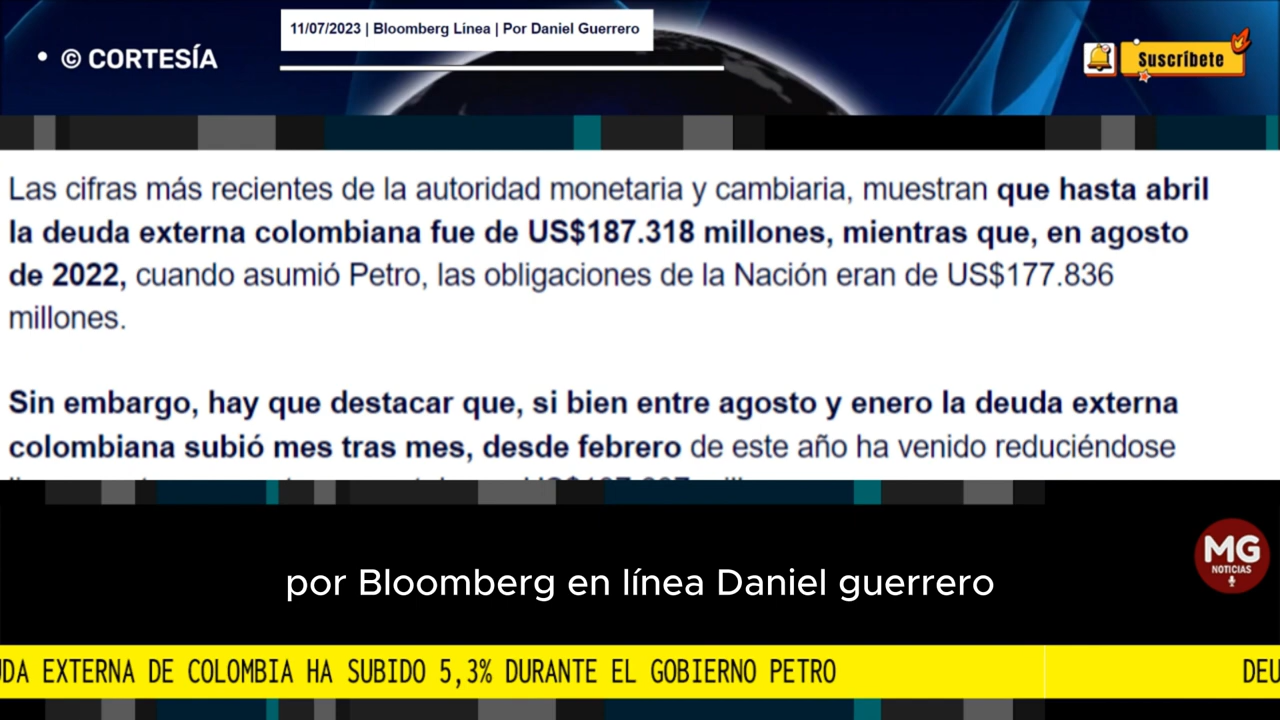 11/07/2023 | Bloomberg Línea | Por Daniel Guerrero
• © CORTESÍA
Suscríbete
Las cifras más recientes de la autoridad monetaria y cambiaria, muestran que hasta abril
la deuda externa colombiana fue de US$187.318 millones, mientras que, en agosto
de 2022, cuando asumió Petro, las obligaciones de la Nación eran de US$177.836
millones.
Sin embargo, hay que destacar que, si bien entre agosto y enero la deuda externa
colombiana subió mes tras mes, desde febrero de este año ha venido reduciéndose
por Bloomberg en línea Daniel guerrero
MG
NOTICIAS
UDA EXTERNA DE COLOMBIA HA SUBIDO 5,3% DURANTE EL GOBIERNO PETRO
DEU